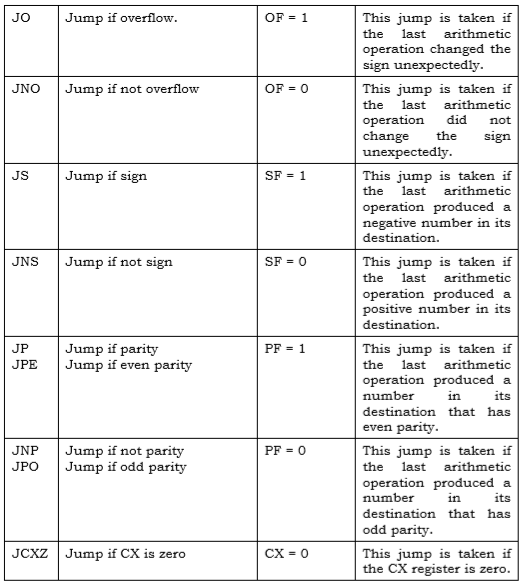 JO Jump if overflow. OF = 1 This jump is taken if
the last arithmetic
operation changed the
sign unexpectedly.
JNO Jump if not overflow OF = 0 This jump is taken if
the last arithmetic
operation did not
change the sign
unexpectedly.
JS Jump if sign SF = 1 This jump is taken if
the last arithmetic
operation produced a
negative number in its
destination.
JNS Jump if not sign SF = 0 This jump is taken if
the last arithmetic
operation produced a
positive number in its
destination.
JP Jump if parity PF = 1 This jump is taken if
JPE Jump if even parity the last arithmetic
operation produced a
number in its
destination that has
even parity.
JNP Jump if not parity PF = 0 This jump is taken if
JPO Jump if odd parity the last arithmetic
operation produced a
number in its
destination that has
odd parity.
JCXZ Jump if CX is zero CX = 0 This jump is taken if
the CX register is zero.